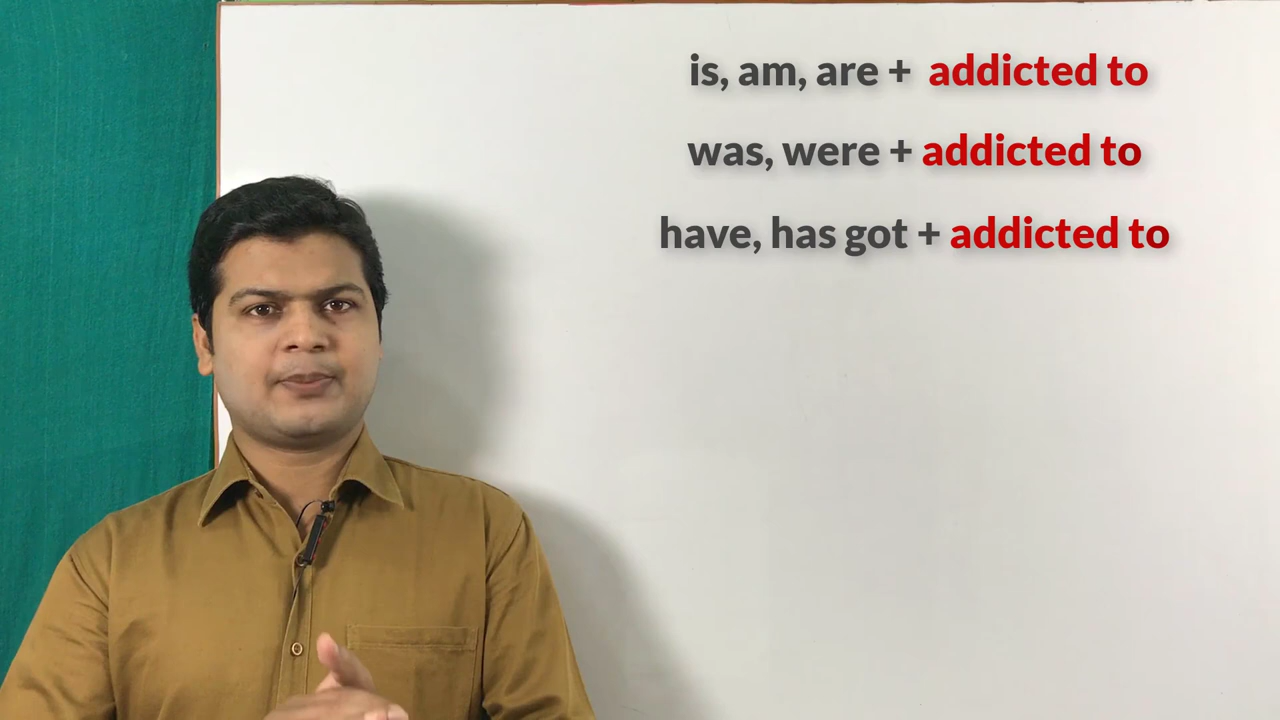 is, am, are + addicted to
was, were + addicted to
have, has got + addicted to